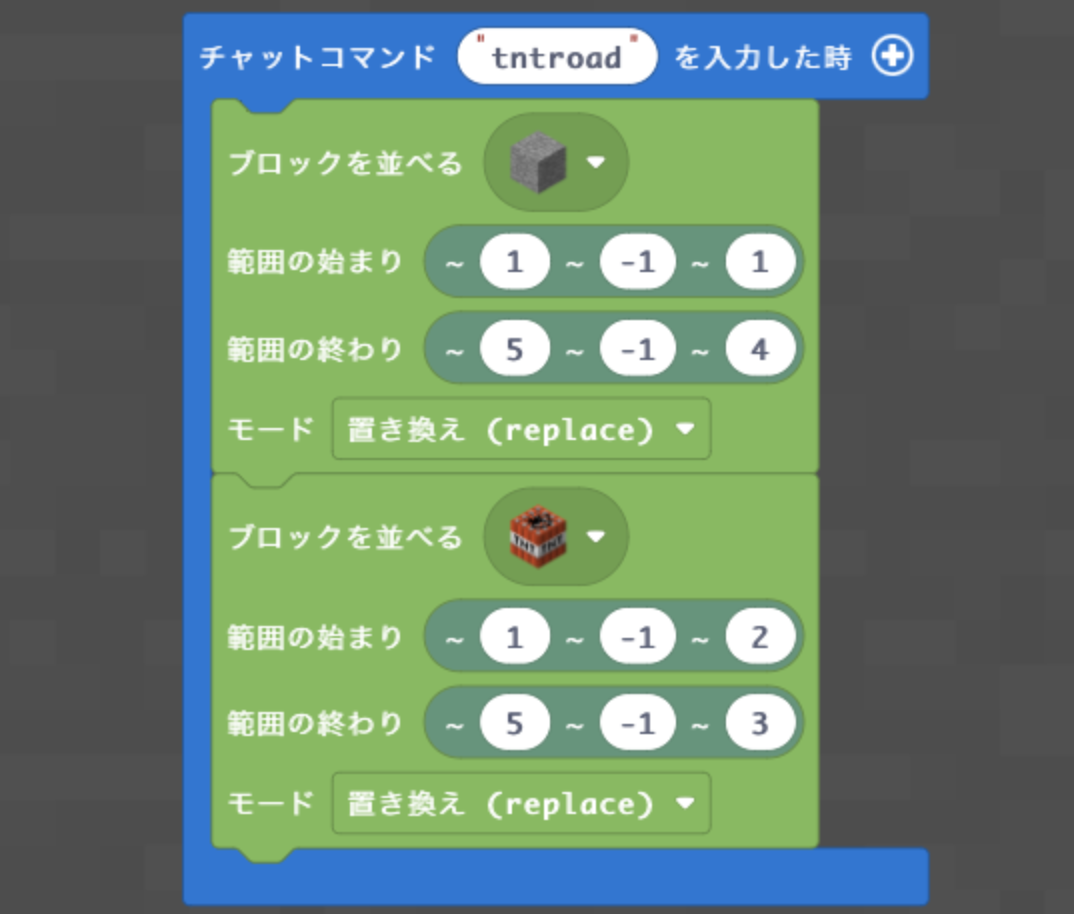 チャットコマンド "tntroad" を入力した時
ブロックを並べる
範囲の始まり ~ 1 ~ -1 ~ 1
範囲の終わり ~ 5 ~ -1 ~ 4
モード 置き換え (replace)
ブロックを並べる TNT TNT
範囲の始まり ~ 1 ~ -1 ~ 2
範囲の終わり ~ 5 ~ -1 ~ 3
モード 置き換え (replace)